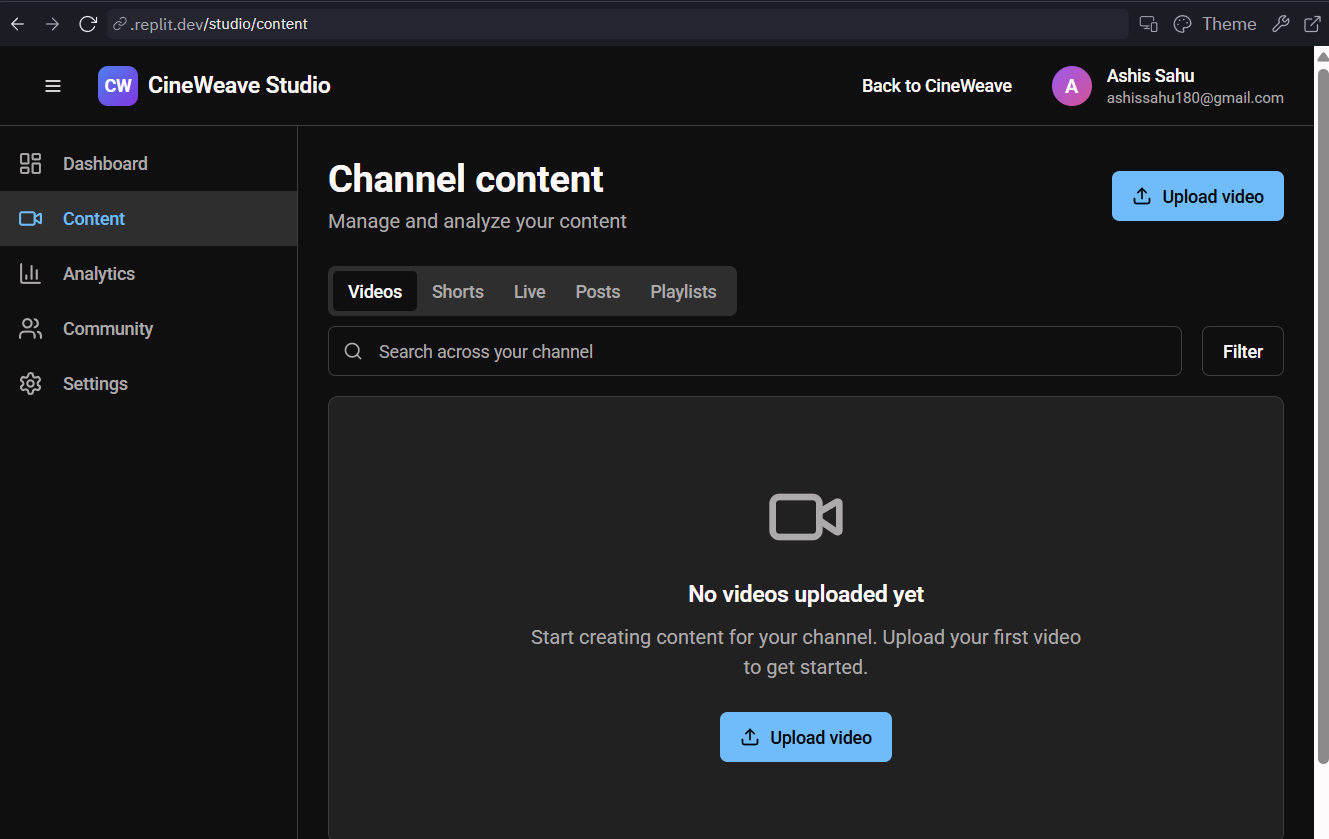 .replit.dev/studio/content
Theme
CW
CineWeave Studio
Back to CineWeave
A
Ashis Sahu
ashissahu180@gmail.com
Dashboard
Content
Analytics
Community
Settings
Channel content
Manage and analyze your content
Upload video
Videos
Shorts
Live
Posts
Playlists
Search across your channel
Filter
No videos uploaded yet
Start creating content for your channel. Upload your first video
to get started.
Upload video